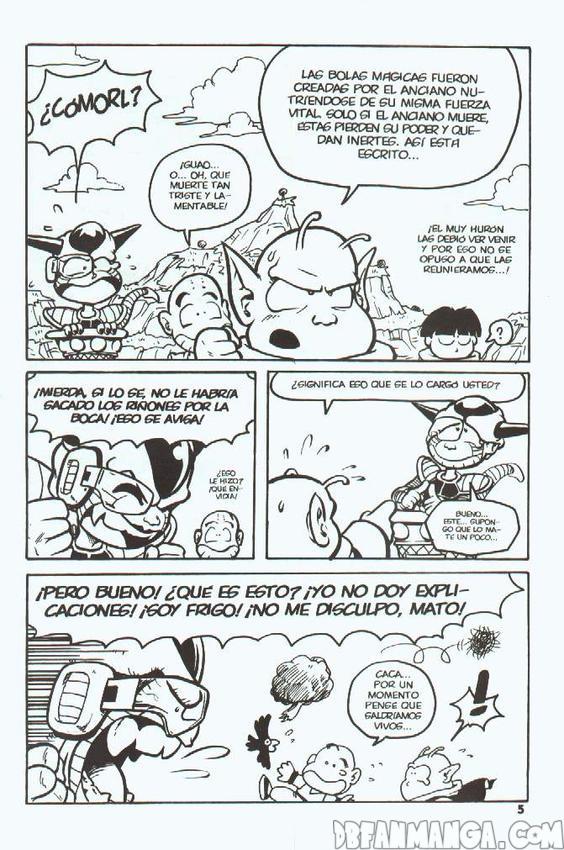 ¿CÓMORL?
LAS BOLAS MÁGICAS FUERON
CREADAS POR EL ANCIANO NU-
TRIÉNDOSE DE SU MISMA FUERZA
VITAL. SOLO SI EL ANCIANO MUERE,
ESTAS PIERDEN SU PODER Y QUE-
DAN INERTES. ASÍ ESTÁ
ESCRITO...
¡GUAO...
O... OH, QUE
MUERTE TAN
TRISTE Y LA-
MENTABLE!
¡EL MUY HURÓN
LAS DEBIÓ VER VENIR
Y POR ESO NO SE
OPUSO A QUE LAS
REUNIÉRAMOS...!
?
¡MIERDA, SI LO SE, NO LE HABRÍA
SACADO LOS RIÑONES POR LA
BOCA! ¡ESO SE AVISA!
¿ESO
LE HIZO?
¡QUE EN-
VIDIA!
¿SIGNIFICA ESO QUE SE LO CARGÓ USTED?
BUENO...
ESTE... SUPON-
GO QUE LO MA-
TE UN POCO...
¡PERO BUENO! ¿QUE ES ESTO? ¡YO NO DOY EXPLI-
CACIONES! ¡SOY FRIGO! ¡NO ME DISCULPO, MATO!
CACA...
POR UN
MOMENTO
PENSE QUE
SALDRÍAMOS
VIVOS...
!
5
DBFANMANGA.COM